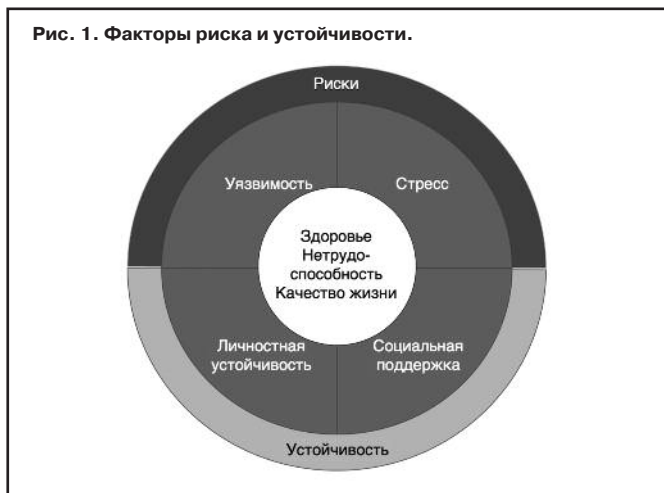 Рис. 1. Факторы риска и устойчивости.
Риски
Уязвимость
Стресс
Здоровье
Нетрудо-
способность
Качество жизни
Личностная
устойчивость
Социальная
поддержка
Устойчивость